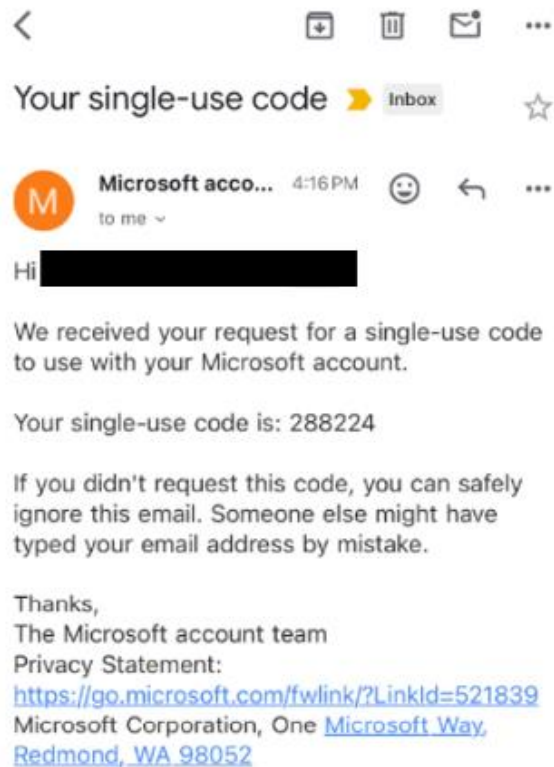 Your single-use code Inbox
M
Microsoft acco... 4:16 PM
to me
Hi
We received your request for a single-use code
to use with your Microsoft account.
Your single-use code is: 288224
If you didn't request this code, you can safely
ignore this email. Someone else might have
typed your email address by mistake.
Thanks,
The Microsoft account team
Privacy Statement:
https://go.microsoft.com/fwlink/?LinkId=521839
Microsoft Corporation, One Microsoft Way,
Redmond, WA 98052